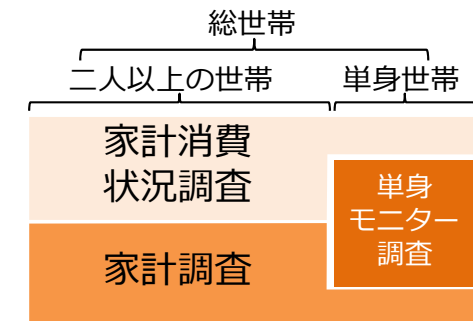 総世帯
二人以上の世帯
単身世帯
家計消費
状況調査
単身
モニター
調査
家計調査